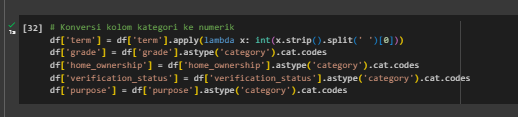 [32] # Konversi kolom kategori ke numerik
df['term'] = df['term'].apply(lambda x: int(x.strip().split(' ')[0]))
df['grade'] = df['grade'].astype('category').cat.codes
df['home_ownership'] = df['home_ownership'].astype('category').cat.codes
df['verification_status'] = df['verification_status'].astype('category').cat.codes
df['purpose'] = df['purpose'].astype('category').cat.codes